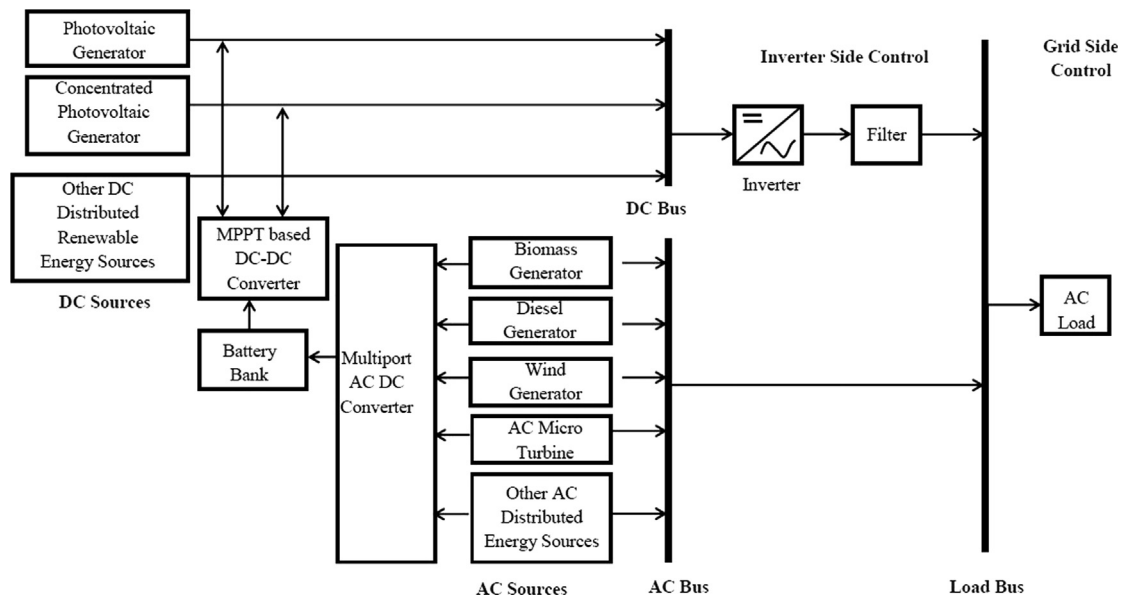 Photovoltaic
Generator
Concentrated
Photovoltaic
Generator
Other DC
Distributed
Renewable
Energy Sources
DC Sources
MPPT based
DC-DC
Converter
Battery
Bank
Multiport
AC DC
Converter
Biomass
Generator
Diesel
Generator
Wind
Generator
AC Micro
Turbine
Other AC
Distributed
Energy Sources
AC Sources
DC Bus
AC Bus
Inverter Side Control
Inverter
Filter
Load Bus
Grid Side
Control
AC
Load